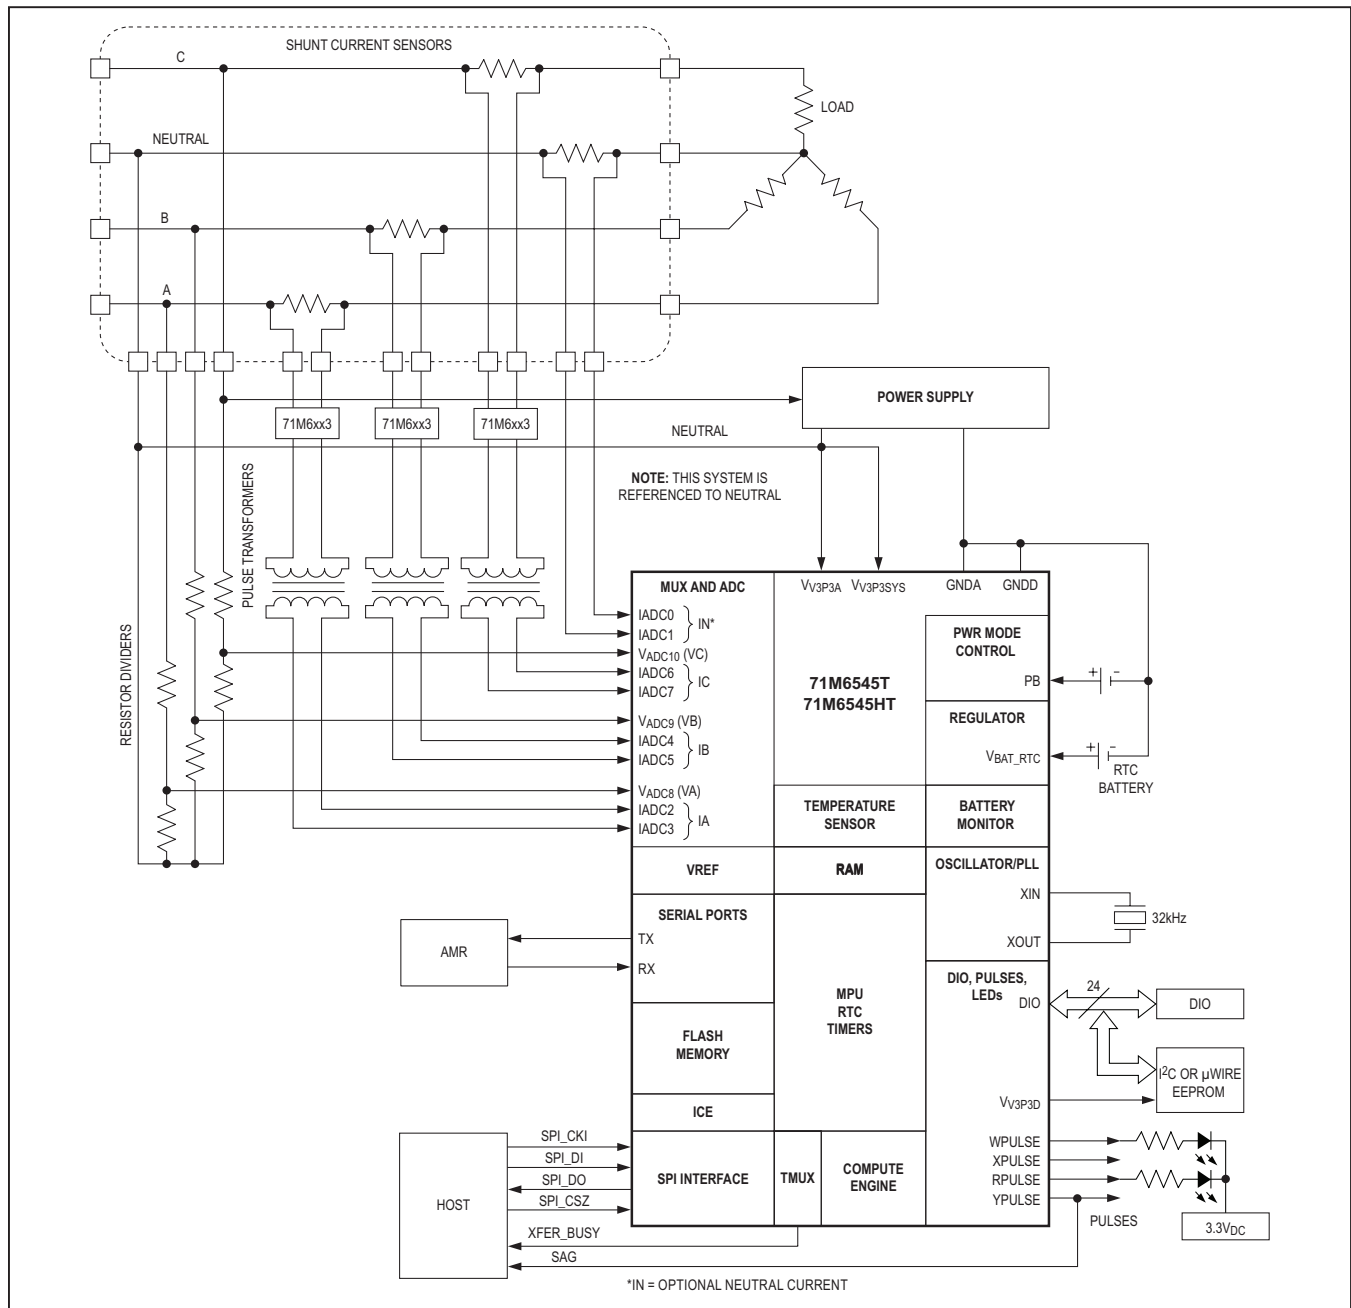 SHUNT CURRENT SENSORS
C
LOAD
NEUTRAL
B
A
POWER SUPPLY
71M6xx3
71M6xx3
71M6xx3
NEUTRAL
NOTE: THIS SYSTEM IS
REFERENCED TO NEUTRAL
PULSE TRANSFORMERS
RESISTOR DIVIDERS
MUX AND ADC
VV3P3A
VV3P3SYS
GNDA
GNDD
IADC0
IADC1
IN*
VADC10 (VC)
IADC6
IADC7
IC
VADC9 (VB)
IADC4
IADC5
IB
VADC8 (VA)
IADC2
IADC3
IA
71M6545T
71M6545HT
PWR MODE
CONTROL
PB
+ -
REGULATOR
VBAT_RTC
+ -
RTC
BATTERY
TEMPERATURE
SENSOR
BATTERY
MONITOR
VREF
RAM
OSCILLATOR/PLL
XIN
XOUT
32kHz
SERIAL PORTS
TX
RX
AMR
MPU
RTC
TIMERS
DIO, PULSES,
LEDs
DIO
24
DIO
I2C OR µWIRE
EEPROM
VV3P3D
FLASH
MEMORY
ICE
SPI INTERFACE
TMUX
COMPUTE
ENGINE
WPULSE
XPULSE
RPULSE
YPULSE
PULSES
3.3VDC
HOST
SPI_CKI
SPI_DI
SPI_DO
SPI_CSZ
XFER_BUSY
SAG
*IN = OPTIONAL NEUTRAL CURRENT